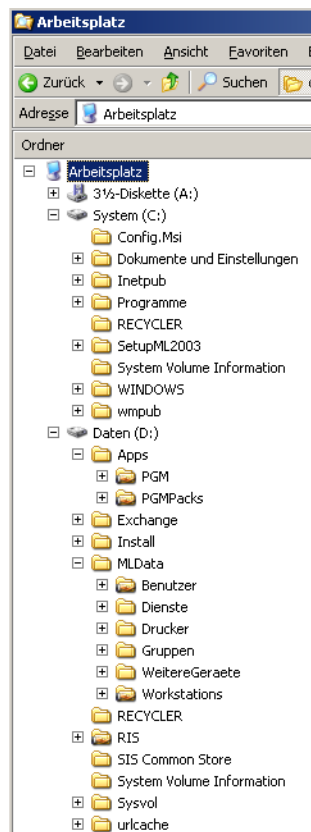 Arbeitsplatz
Datei Bearbeiten Ansicht Favoriten
Zurück Suchen
Adresse Arbeitsplatz
Ordner
Arbeitsplatz
3½-Diskette (A:)
System (C:)
Config.Msi
Dokumente und Einstellungen
Inetpub
Programme
RECYCLER
SetupML2003
System Volume Information
WINDOWS
wmpub
Daten (D:)
Apps
PGM
PGMPacks
Exchange
Install
MLData
Benutzer
Dienste
Drucker
Gruppen
WeitereGeraete
Workstations
RECYCLER
RIS
SIS Common Store
System Volume Information
Sysvol
urlcache